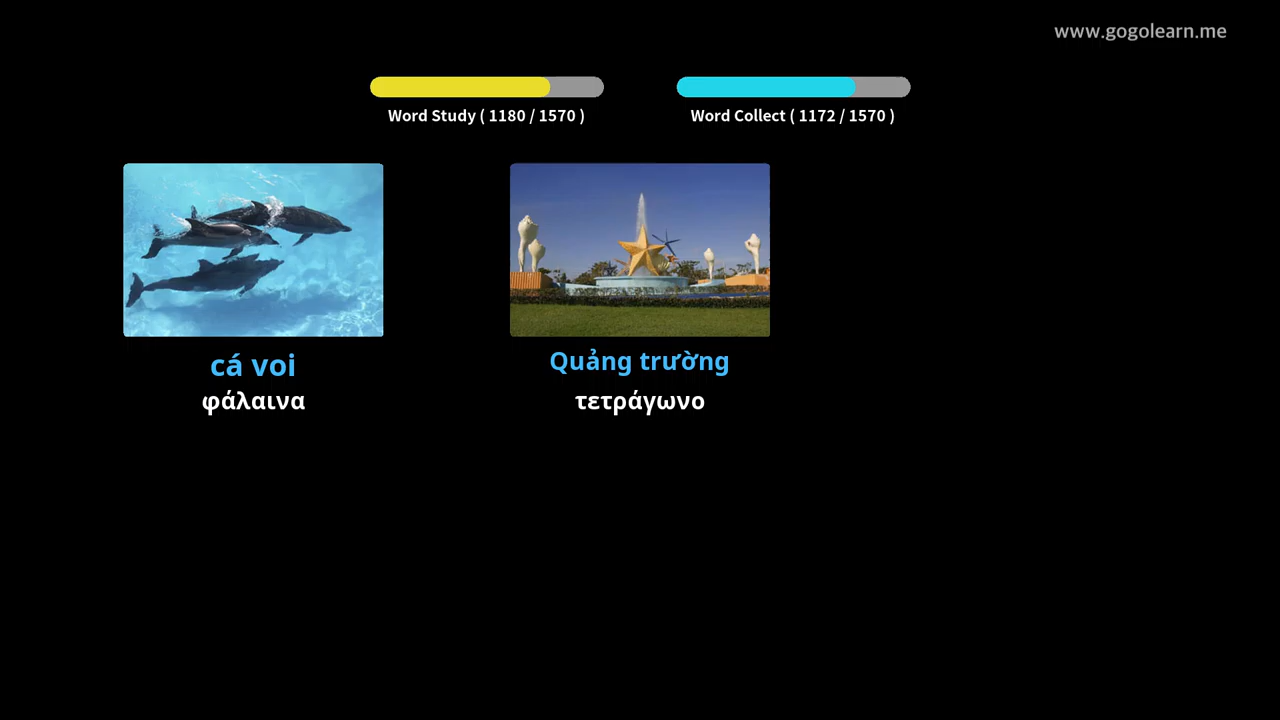 www.gogolearn.me
Word Study ( 1180 / 1570 )
Word Collect ( 1172 / 1570 )
cá voi
φάλαινα
Quảng trường
τετράγωνο